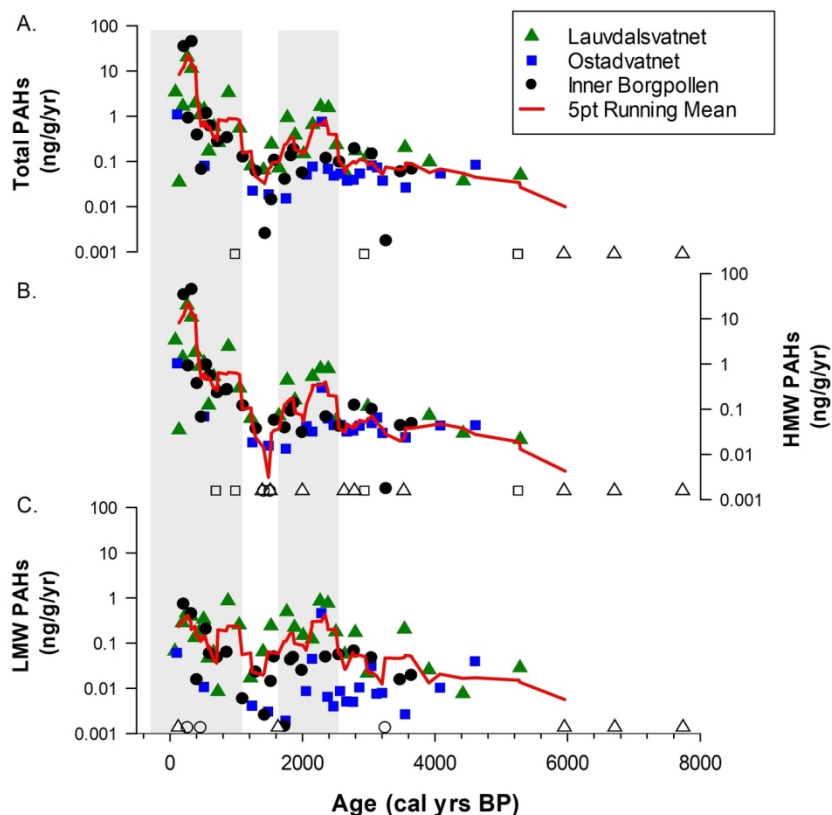 A.
Total PAHs
(ng/g/yr)
100
10
1
0.1
0.01
0.001
Lauvdalsvatnet
Ostadvatnet
Inner Borgpollen
5pt Running Mean
B.
100
10
1
0.1
0.01
0.001
HMW PAHs
(ng/g/yr)
C.
LMW PAHs
(ng/g/yr)
100
10
1
0.1
0.01
0.001
0 2000 4000 6000 8000
Age (cal yrs BP)